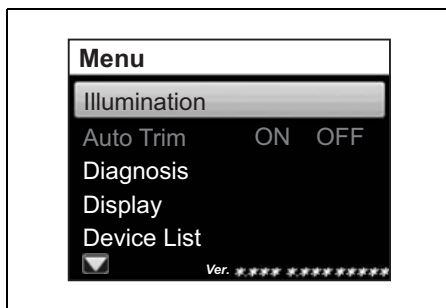 Menu
Illumination
Auto Trim ON OFF
Diagnosis
Display
Device List
Ver. *.*** *.*********